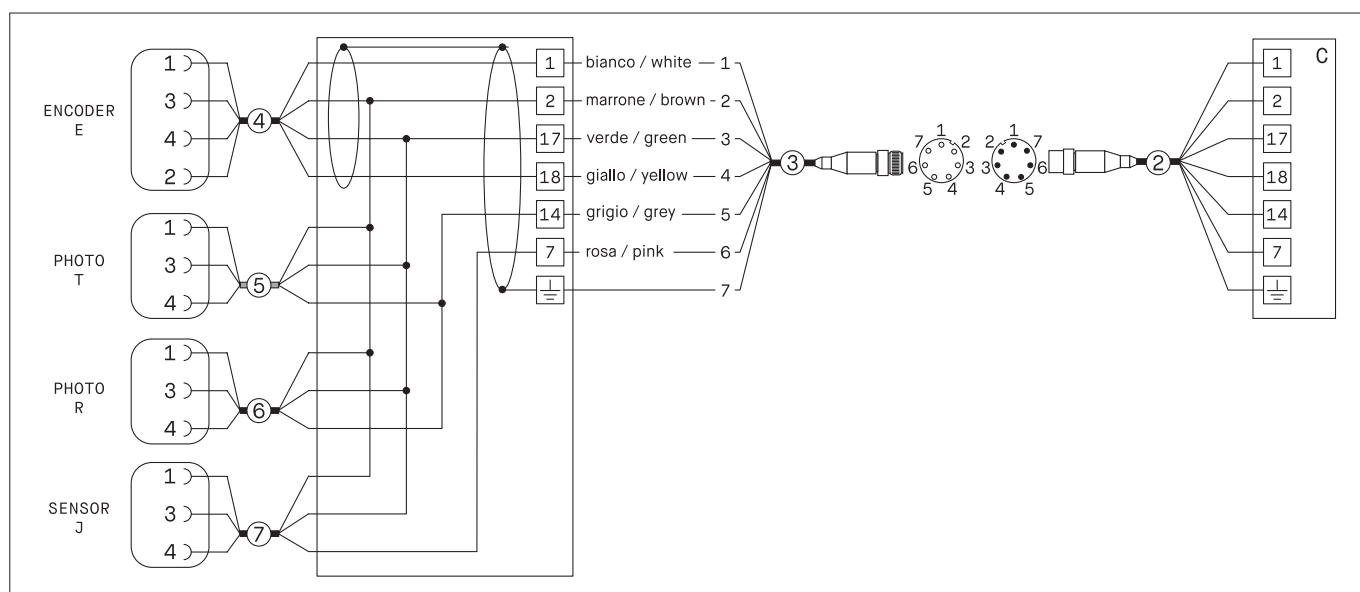 ENCODER
E
1
3
4
2
4
PHOTO
T
1
3
4
5
PHOTO
R
1
3
4
6
SENSOR
J
1
3
4
7
1 bianco / white 1
2 marrone / brown 2
17 verde / green 3
18 giallo / yellow 4
14 grigio / grey 5
7 rosa / pink 6
7
3
1
7 2
6 3
5 4
1
2 7
3 6
4 5
2
C
1
2
17
18
14
7